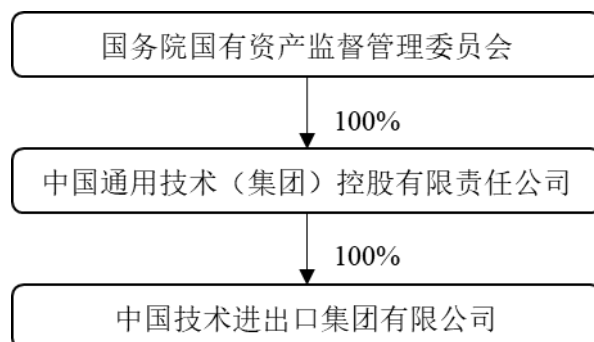 国务院国有资产监督管理委员会
100%
中国通用技术（集团）控股有限责任公司
100%
中国技术进出口集团有限公司